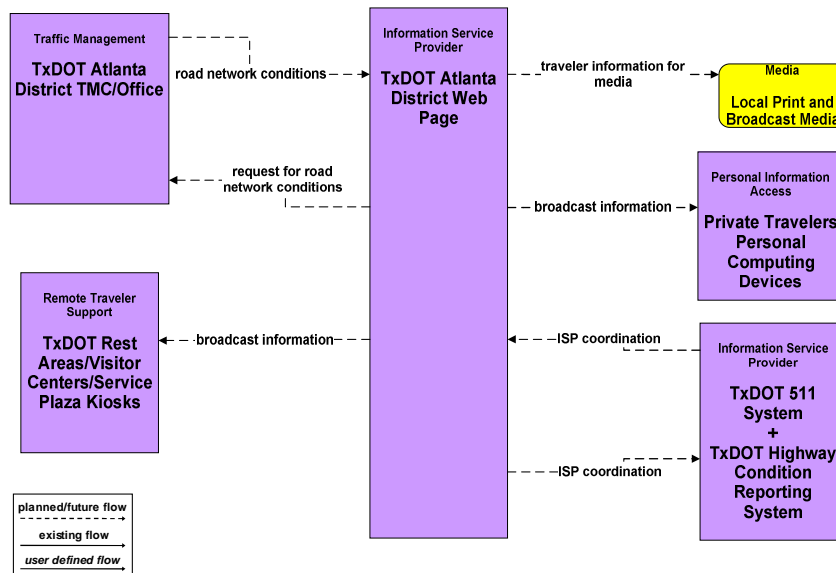 Traffic Management
TxDOT Atlanta
District TMC/Office
road network conditions
request for road
network conditions
Remote Traveler
Support
TxDOT Rest
Areas/Visitor
Centers/Service
Plaza Kiosks
broadcast information
Information Service
Provider
TxDOT Atlanta
District Web
Page
traveler information for
media
Media
Local Print and
Broadcast Media
broadcast information
Personal Information
Access
Private Travelers
Personal
Computing
Devices
ISP coordination
ISP coordination
Information Service
Provider
TxDOT 511
System
+
TxDOT Highway
Condition
Reporting
System
planned/future flow
existing flow
user defined flow